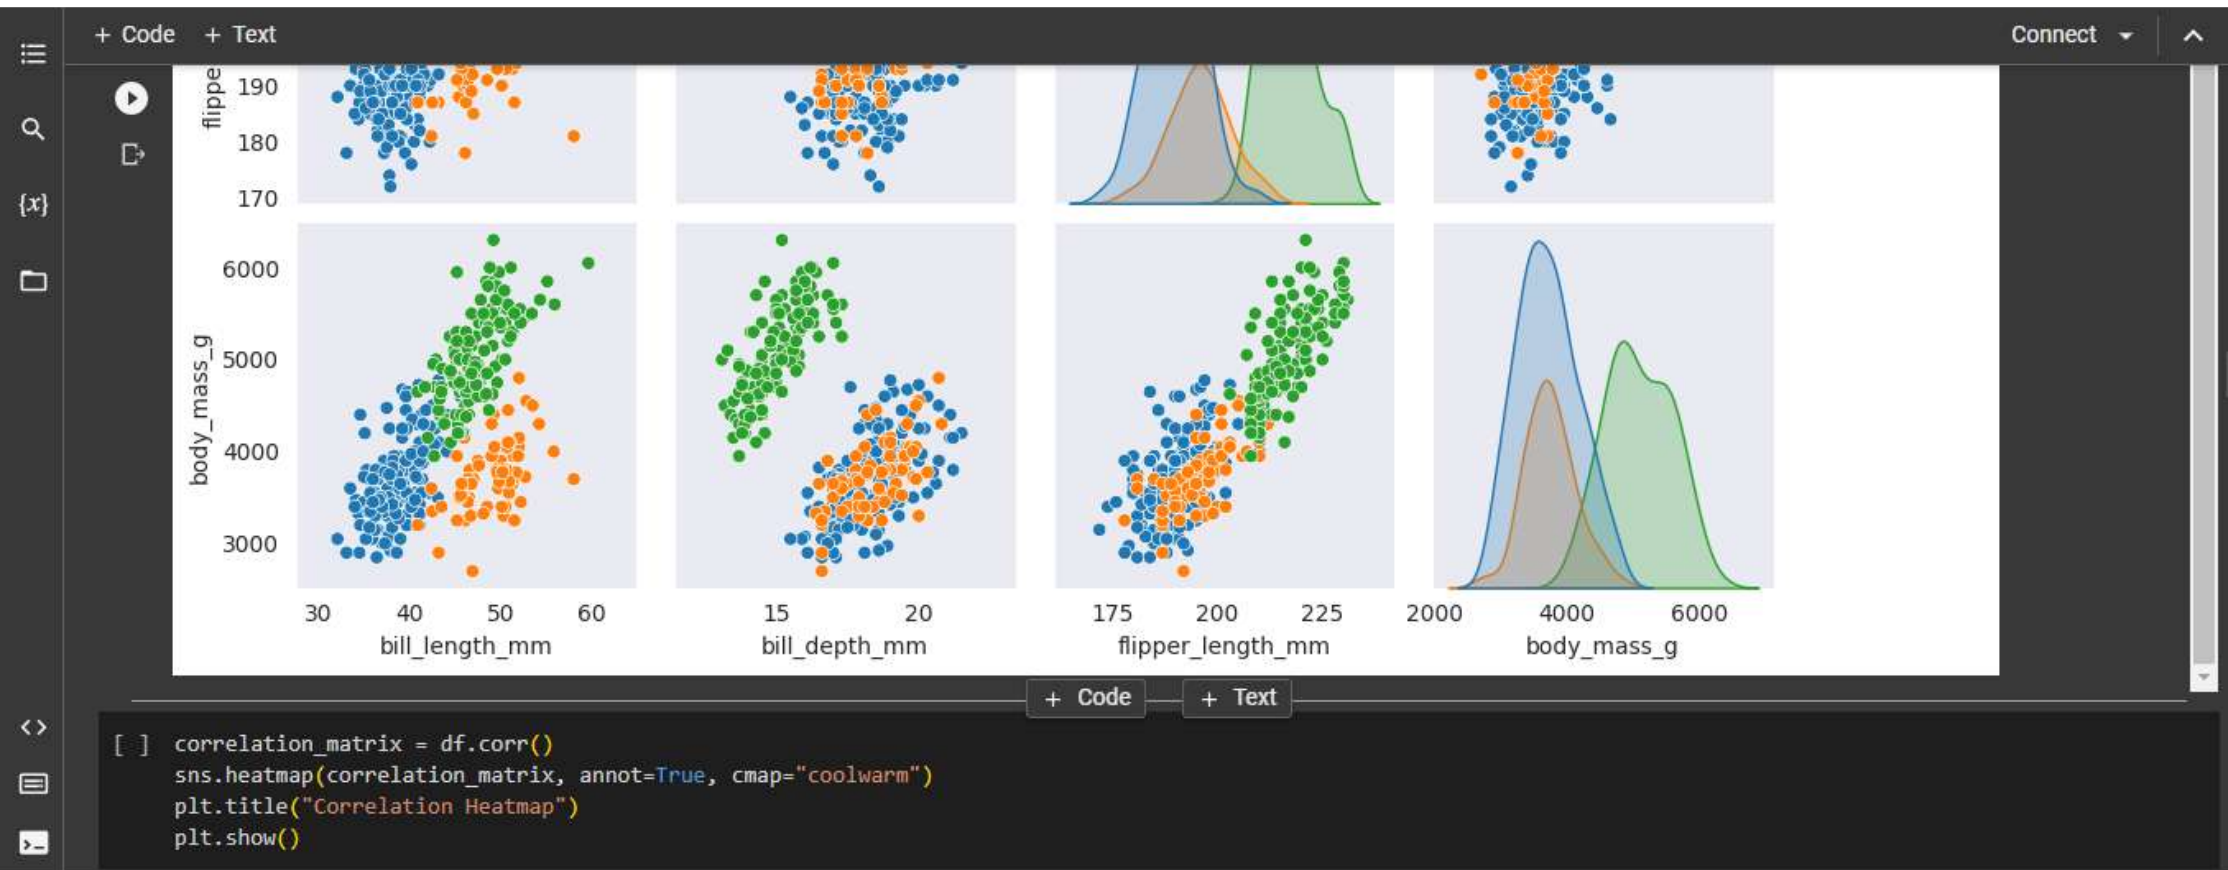 + Code + Text
Connect
flippe
190
180
170
{x}
body_mass_g
6000
5000
4000
3000
30 40 50 60
15 20
175 200 225
2000 4000 6000
bill_length_mm
bill_depth_mm
flipper_length_mm
body_mass_g
+ Code
+ Text
[ ] correlation_matrix = df.corr()
sns.heatmap(correlation_matrix, annot=True, cmap="coolwarm")
plt.title("Correlation Heatmap")
plt.show()